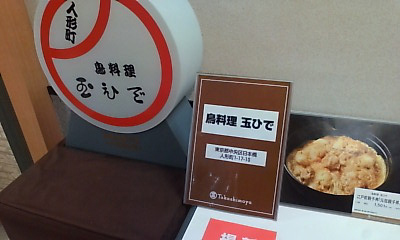 人形町
鳥料理
玉ひで
鳥料理 玉ひで
東京都中央区日本橋
人形町1-17-10
Takashimaya